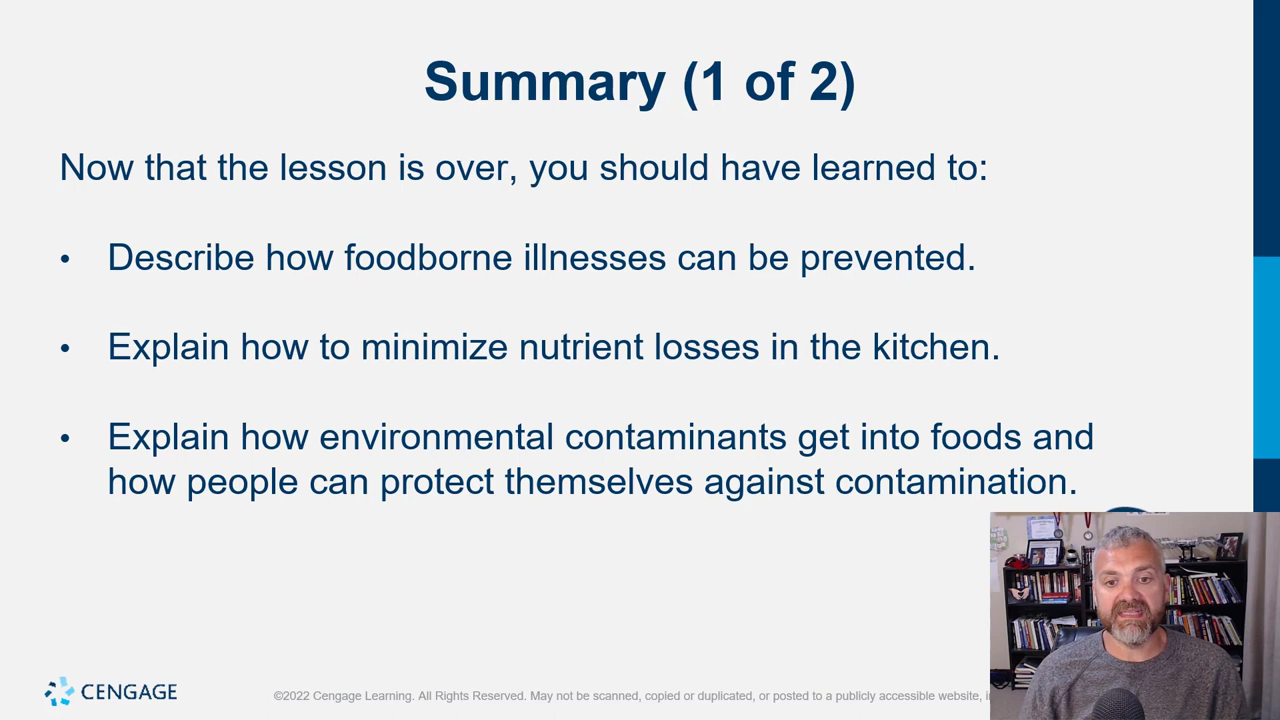 Summary (1 of 2)
Now that the lesson is over, you should have learned to:
• Describe how foodborne illnesses can be prevented.
• Explain how to minimize nutrient losses in the kitchen.
• Explain how environmental contaminants get into foods and
how people can protect themselves against contamination.
CENGAGE
©2022 Cengage Learning. All Rights Reserved. May not be scanned, copied or duplicated, or posted to a publicly accessible website,